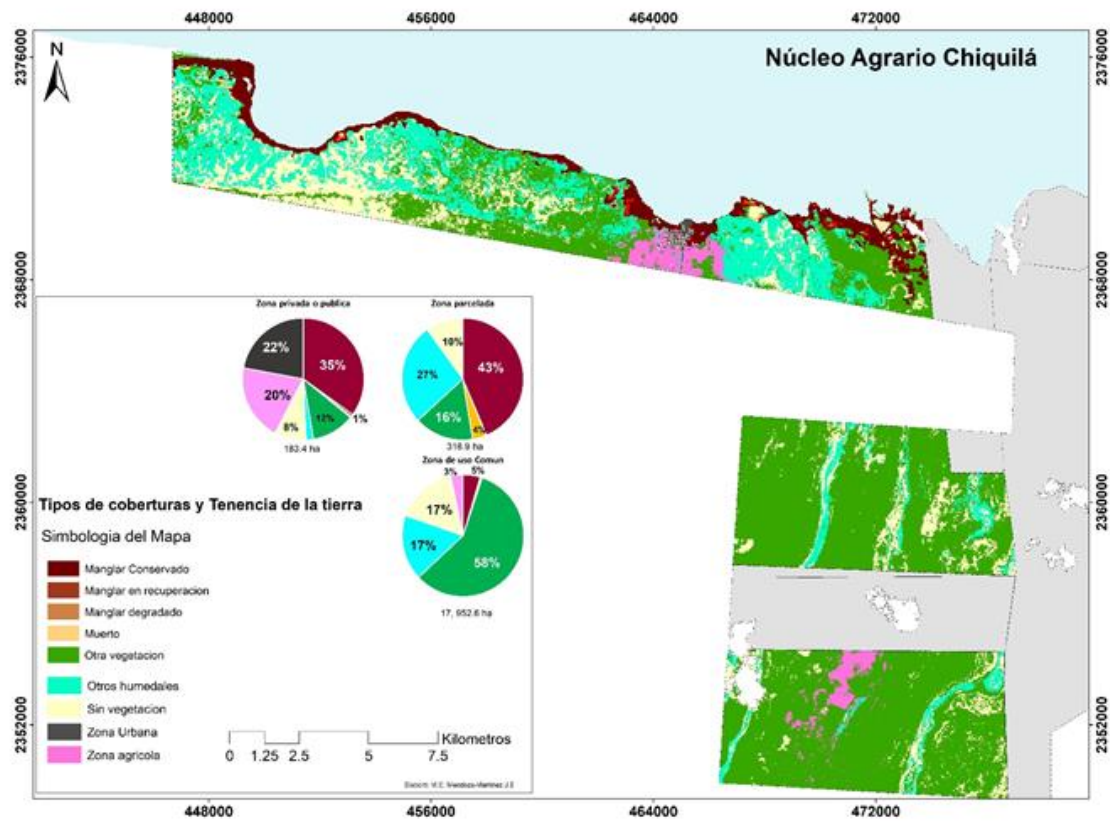 448000 456000 464000 472000
2376000 2376000
N
Núcleo Agrario Chiquilá
2368000 2368000
Zona privada o publica
Zona parcelada
22% 35% 20% 8% 12% 1%
183.4 ha
10% 43% 27% 16% 4%
318.9 ha
Zona de uso Comun
3% 5% 17% 17% 58%
17, 952.6 ha
2360000 2360000
Tipos de coberturas y Tenencia de la tierra
Simbologia del Mapa
Manglar Conservado
Manglar en recuperacion
Manglar degradado
Muerto
Otra vegetacion
Otros humedales
Sin vegetacion
Zona Urbana
Zona agricola
Kilometros
0 1.25 2.5 5 7.5
2352000 2352000
M.C. Mendoza-Martinez J.E
448000 456000 464000 472000